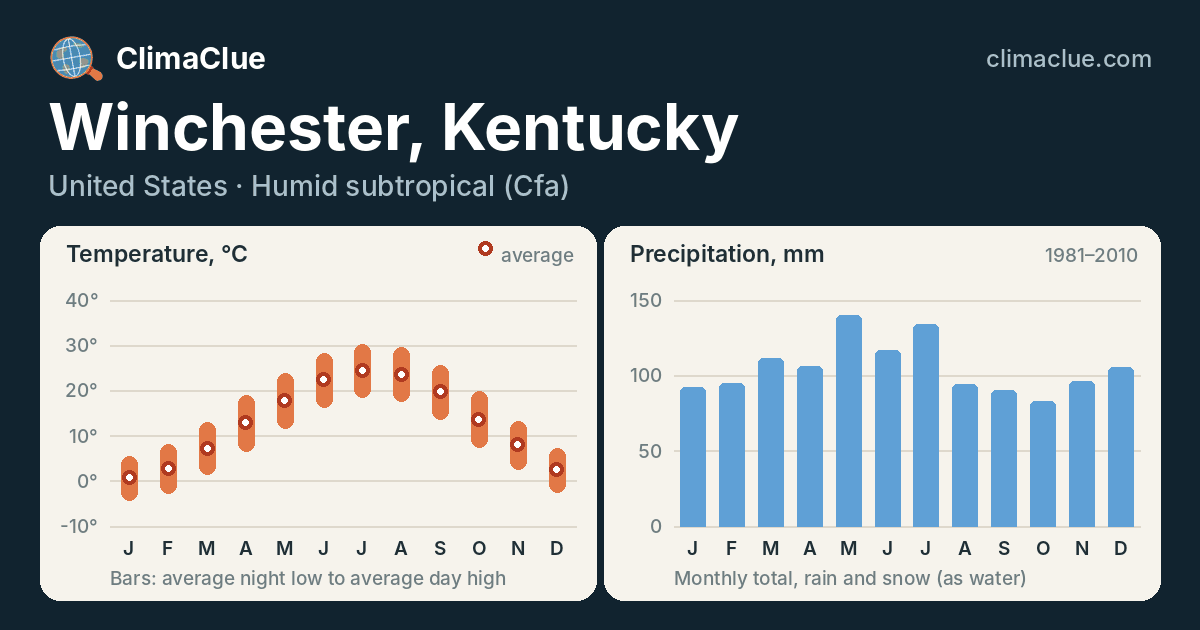 ClimaClue
climaclue.com
Winchester, Kentucky
United States · Humid subtropical (Cfa)
Temperature, °C
average
40°
30°
20°
10°
0°
-10°
J F M A M J J A S O N D
Bars: average night low to average day high
Precipitation, mm
1981–2010
150
100
50
0
J F M A M J J A S O N D
Monthly total, rain and snow (as water)